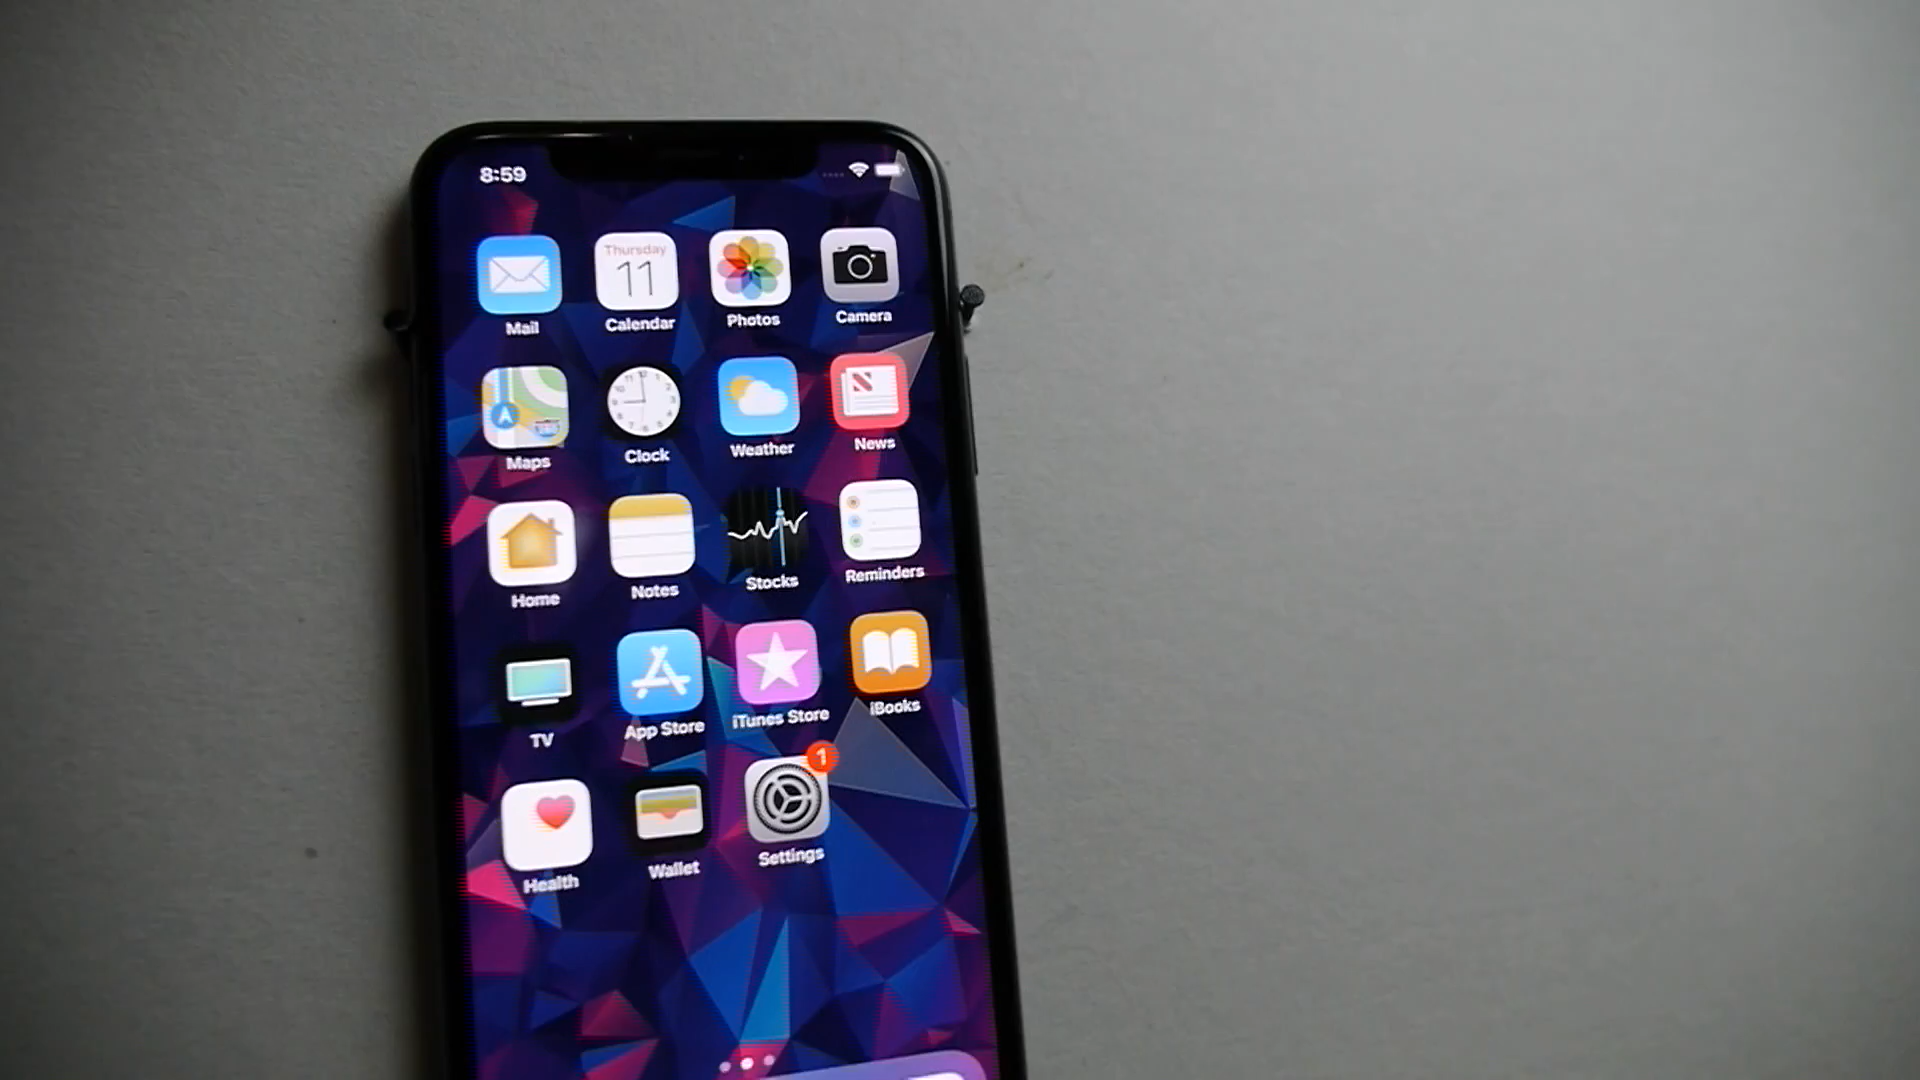 8:59
Thursday
11
Mail
Calendar
Photos
Camera
Maps
Clock
Weather
News
Home
Notes
Stocks
Reminders
TV
App Store
iTunes Store
iBooks
1
Health
Wallet
Settings